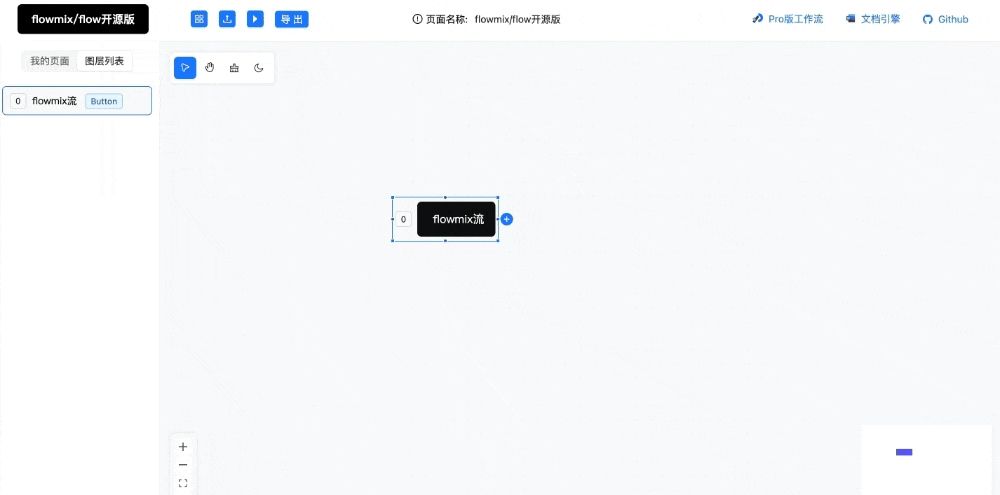 flowmix/flow开源版
导出
页面名称: flowmix/flow开源版
Pro版工作流
文档引擎
Github
我的页面
图层列表
0 flowmix流 Button
0 flowmix流